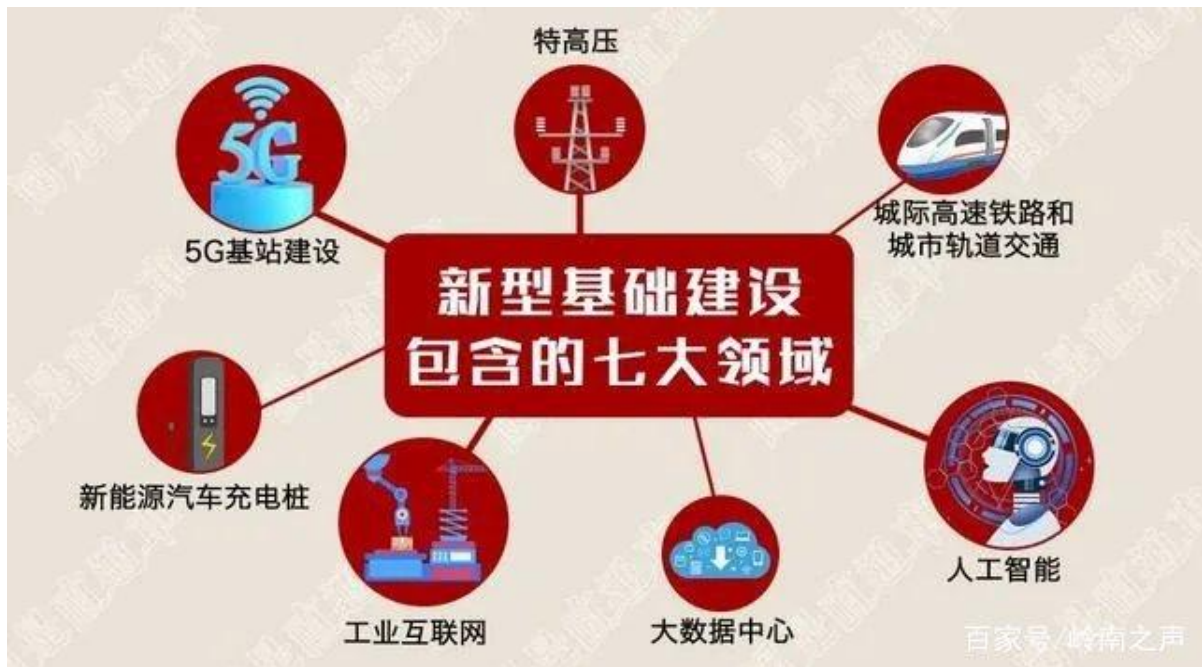 特高压
5G
5G基站建设
城际高速铁路和
城市轨道交通
新型基础建设
包含的七大领域
新能源汽车充电桩
工业互联网
大数据中心
人工智能
百家号/岭南之声